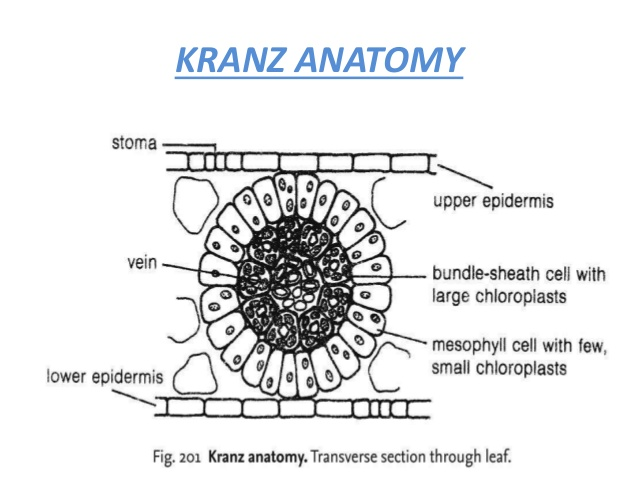 KRANZ ANATOMY
stoma
upper epidermis
vein
bundle-sheath cell with
large chloroplasts
mesophyll cell with few,
small chloroplasts
lower epidermis
Fig. 201 Kranz anatomy. Transverse section through leaf.